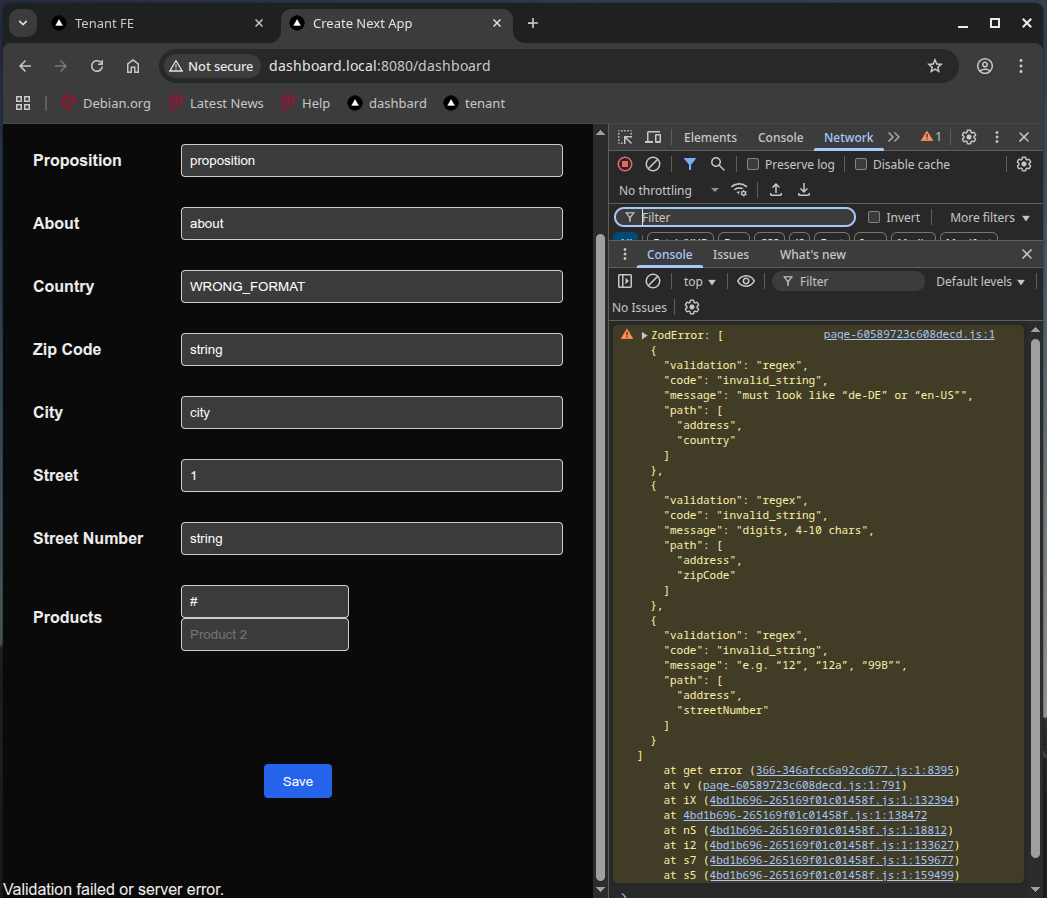 Tenant FE
Create Next App
Not secure
dashboard.local:8080/dashboard
Debian.org
Latest News
Help
dashbard
tenant
Proposition
proposition
About
about
Country
WRONG_FORMAT
Zip Code
string
City
city
Street
1
Street Number
string
Products
#
Product 2
Save
Validation failed or server error.
Elements Console Network 1
Preserve log Disable cache
No throttling
Filter Invert More filters
Console Issues What's new
top Filter Default levels
No Issues
ZodError: [ page-60589723c608decd.js:1
{
"validation": "regex",
"code": "invalid_string",
"message": "must look like “de-DE” or “en-US”",
"path": [
"address",
"country"
]
},
{
"validation": "regex",
"code": "invalid_string",
"message": "digits, 4-10 chars",
"path": [
"address",
"zipCode"
]
},
{
"validation": "regex",
"code": "invalid_string",
"message": "e.g. “12”, “12a”, “99B”",
"path": [
"address",
"streetNumber"
]
}
]
at get error (366-346afcc6a92cd677.js:1:8395)
at v (page-60589723c608decd.js:1:791)
at iX (4bd1b696-265169f01c01458f.js:1:132394)
at 4bd1b696-265169f01c01458f.js:1:138472
at nS (4bd1b696-265169f01c01458f.js:1:18812)
at i2 (4bd1b696-265169f01c01458f.js:1:133627)
at s7 (4bd1b696-265169f01c01458f.js:1:159677)
at s5 (4bd1b696-265169f01c01458f.js:1:159499)